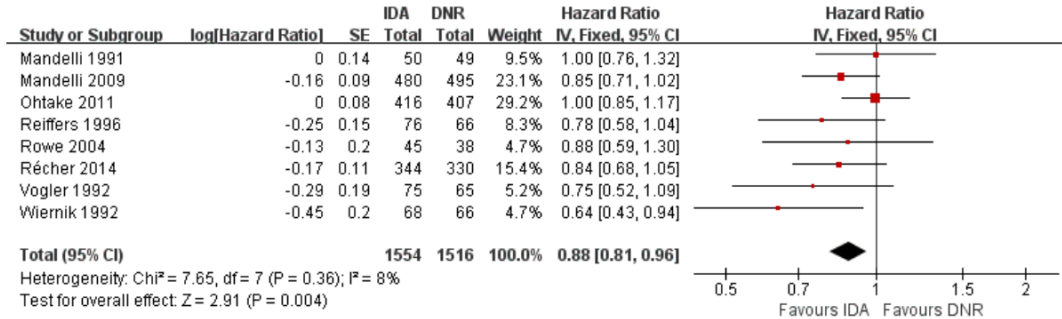 IDA DNR Hazard Ratio Hazard Ratio
Study or Subgroup log[Hazard Ratio] SE Total Total Weight IV, Fixed, 95% CI IV, Fixed, 95% CI
Mandelli 1991 0 0.14 50 49 9.5% 1.00 [0.76, 1.32]
Mandelli 2009 -0.16 0.09 480 495 23.1% 0.85 [0.71, 1.02]
Ohtake 2011 0 0.08 416 407 29.2% 1.00 [0.85, 1.17]
Reiffers 1996 -0.25 0.15 76 66 8.3% 0.78 [0.58, 1.04]
Rowe 2004 -0.13 0.2 45 38 4.7% 0.88 [0.59, 1.30]
Récher 2014 -0.17 0.11 344 330 15.4% 0.84 [0.68, 1.05]
Vogler 1992 -0.29 0.19 75 65 5.2% 0.75 [0.52, 1.09]
Wiernik 1992 -0.45 0.2 68 66 4.7% 0.64 [0.43, 0.94]
Total (95% CI) 1554 1516 100.0% 0.88 [0.81, 0.96]
Heterogeneity: Chi² = 7.65, df = 7 (P = 0.36); I² = 8%
Test for overall effect: Z = 2.91 (P = 0.004)
0.5 0.7 1 1.5 2
Favours IDA Favours DNR